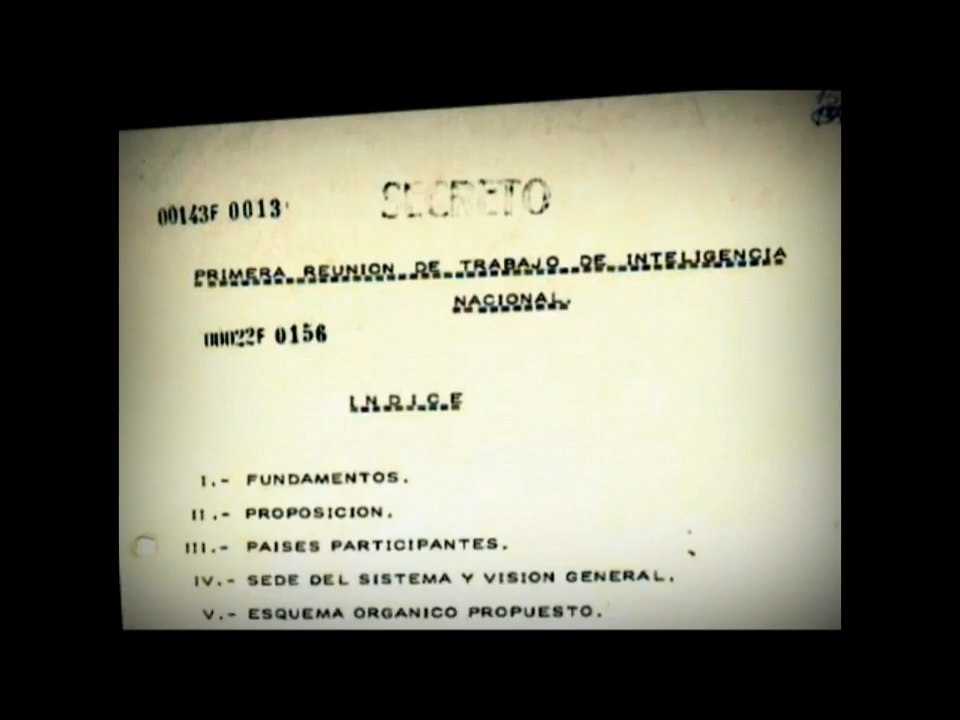 SECRETO
00143F 0013
PRIMERA REUNION DE TRABAJO DE INTELIGENCIA
NACIONAL.
00022F 0156
INDICE
I.- FUNDAMENTOS.
II.- PROPOSICION.
III.- PAISES PARTICIPANTES.
IV.- SEDE DEL SISTEMA Y VISION GENERAL.
V.- ESQUEMA ORGANICO PROPUESTO.